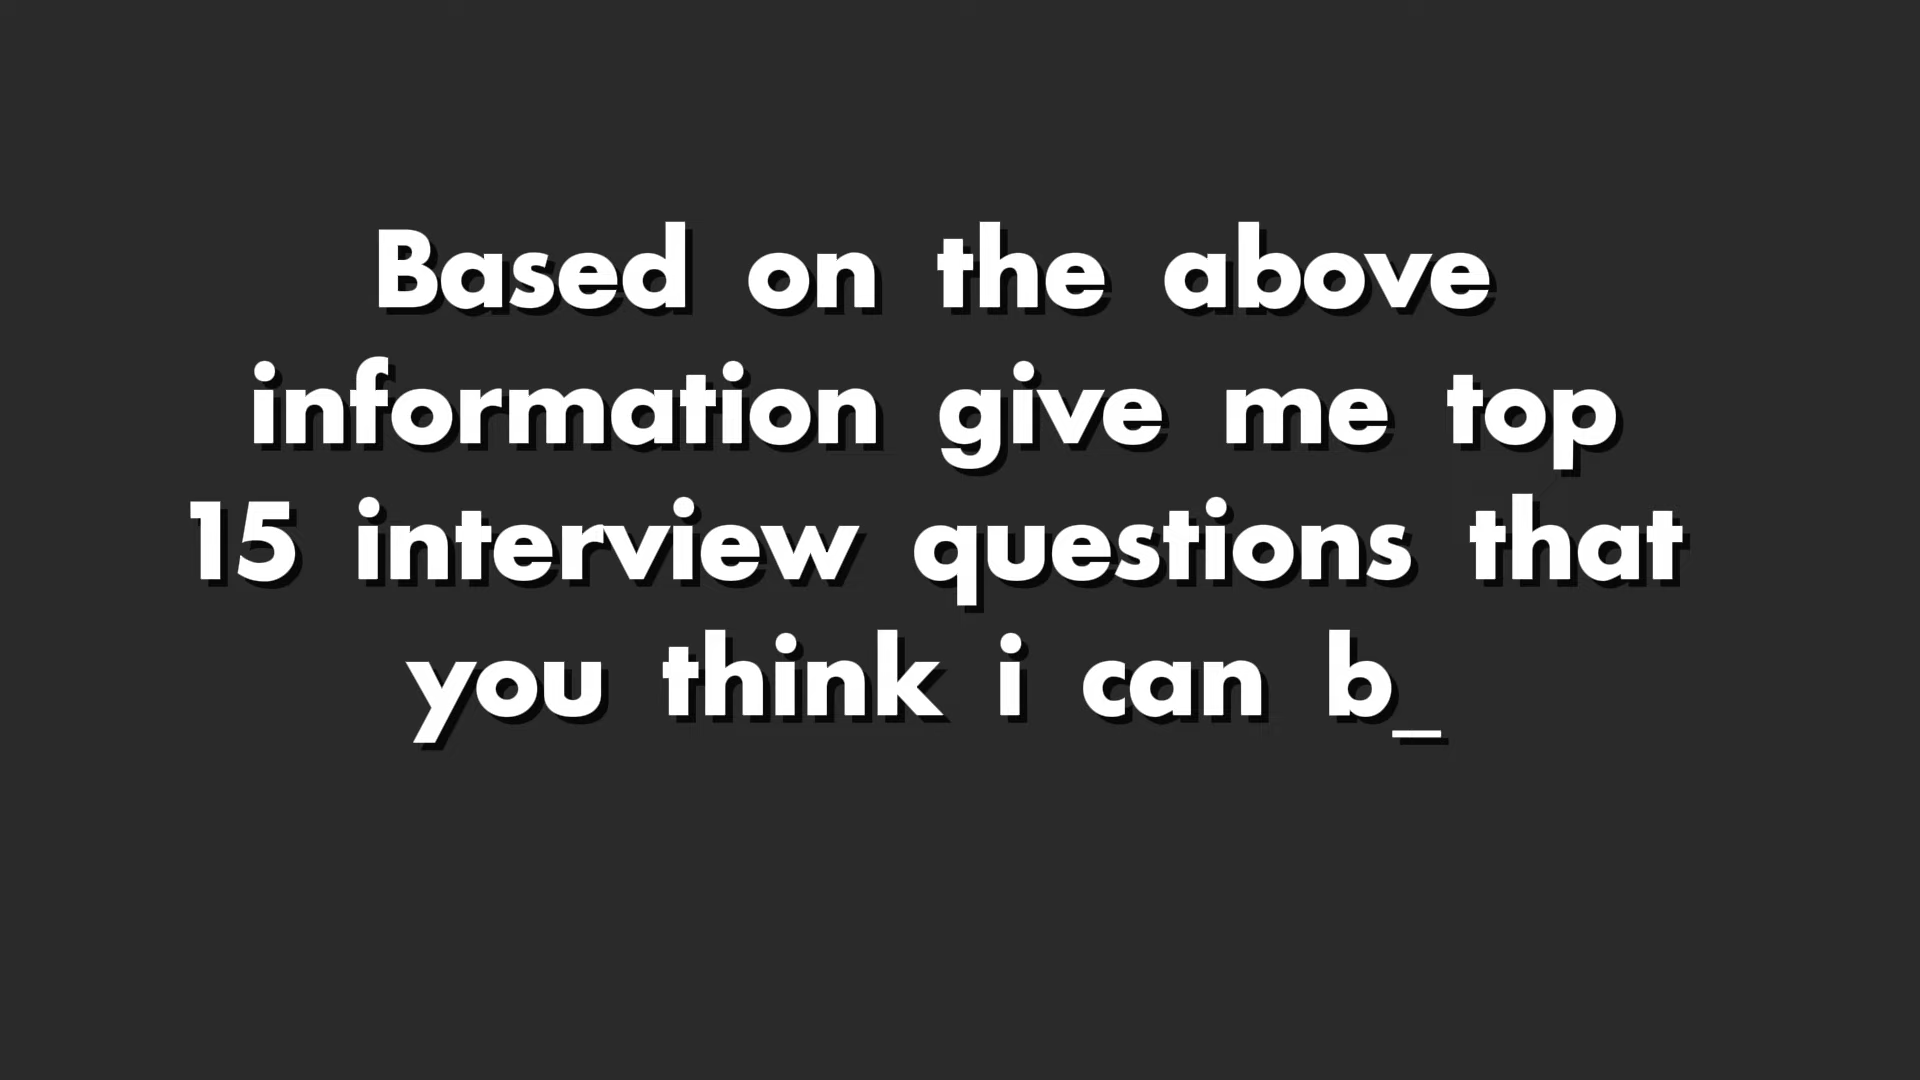 Based on the above
information give me top
15 interview questions that
you think i can b_